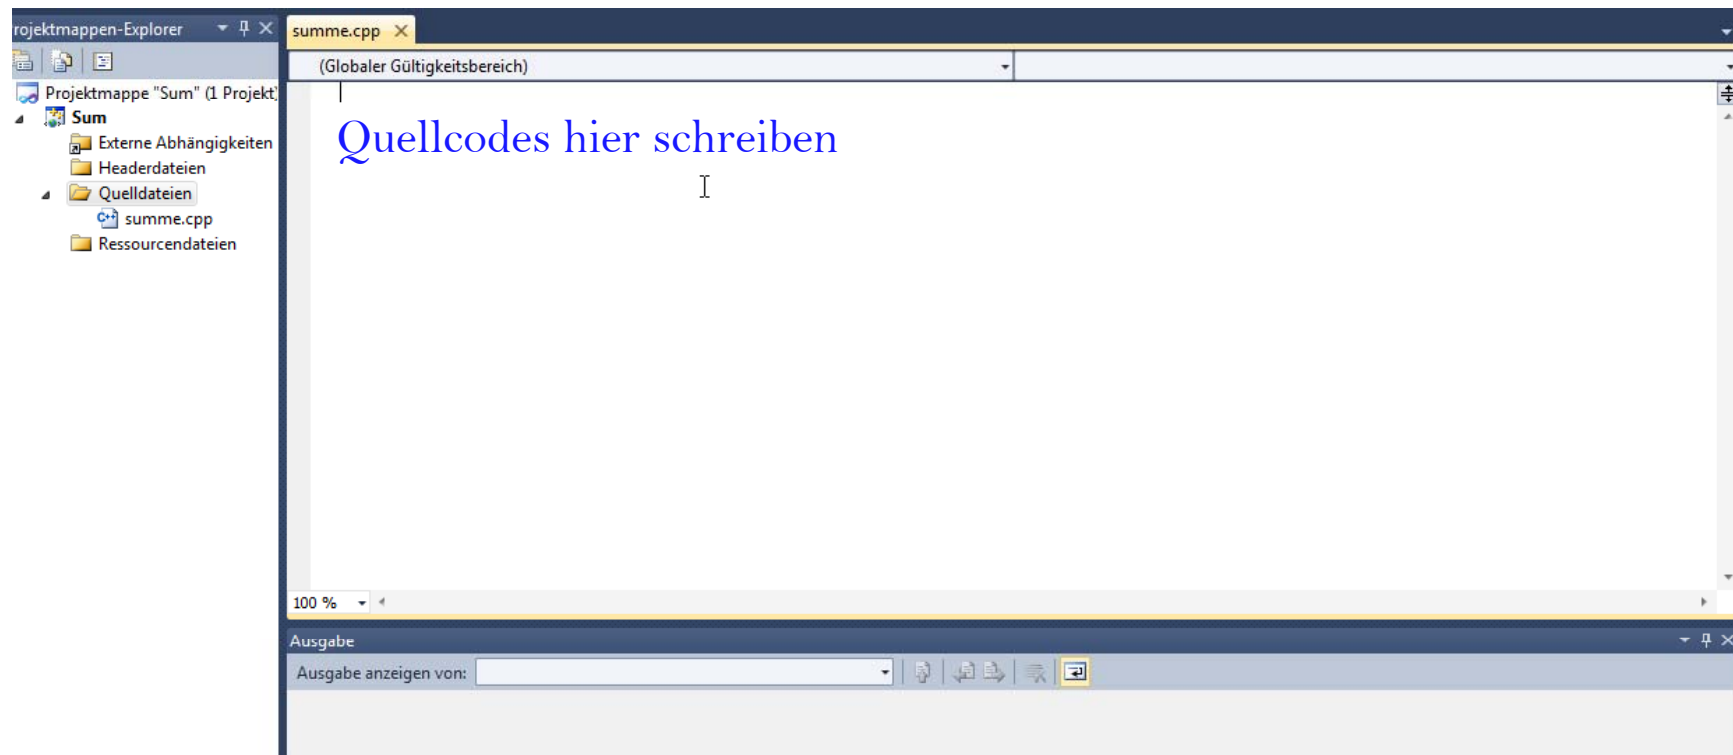 rojektmappen-Explorer
Projektmappe "Sum" (1 Projekt)
Sum
Externe Abhängigkeiten
Headerdateien
Quelldateien
summe.cpp
Ressourcendateien
summe.cpp
(Globaler Gültigkeitsbereich)
Quellcodes hier schreiben
100 %
Ausgabe
Ausgabe anzeigen von: